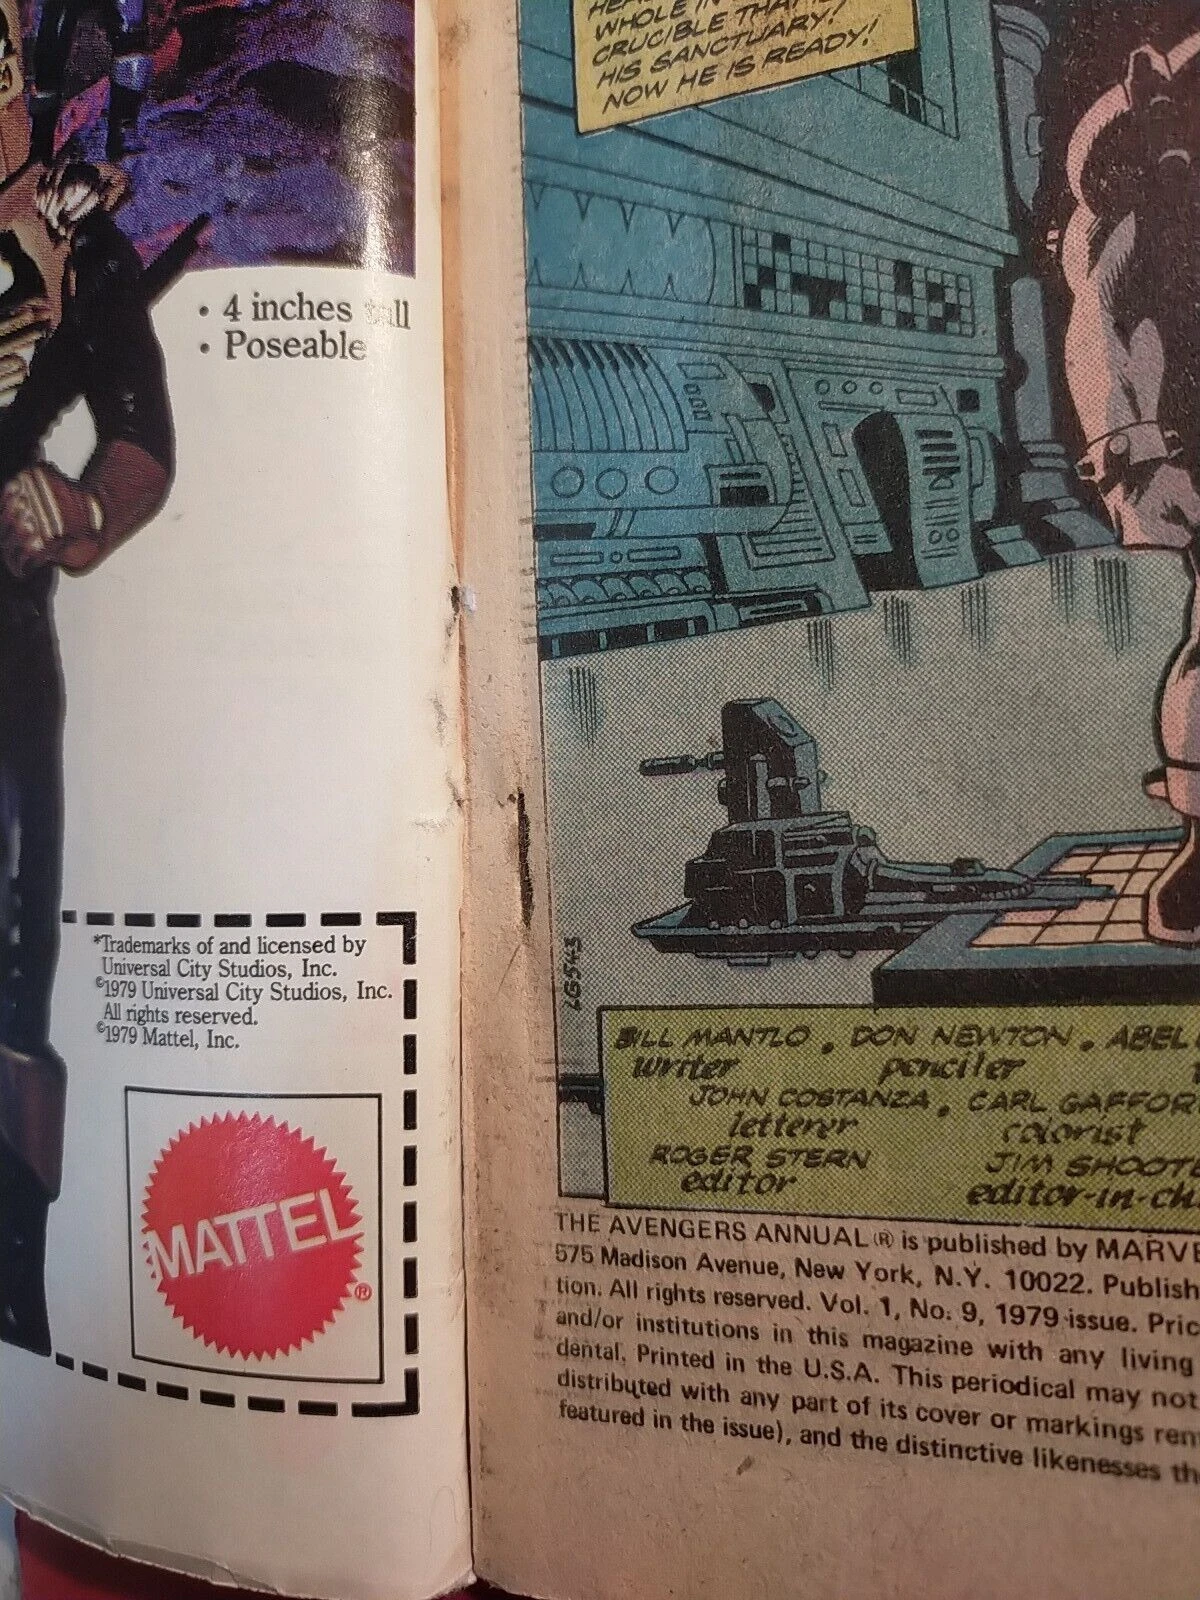 • 4 inches tall
• Poseable
*Trademarks of and licensed by
Universal City Studios, Inc.
©1979 Universal City Studios, Inc.
All rights reserved.
©1979 Mattel, Inc.
MATTEL®
WHOLE IN
CRUCIBLE THAT
HIS SANCTUARY!
NOW HE IS READY!
LG543
BILL MANTLO • DON NEWTON • ABEL
writer penciler
JOHN COSTANZA • CARL GAFFOR
letterer colorist
ROGER STERN JIM SHOOT
editor editor-in-ch
THE AVENGERS ANNUAL® is published by MARVE
575 Madison Avenue, New York, N.Y. 10022. Publish
tion. All rights reserved. Vol. 1, No. 9, 1979 issue. Pric
and/or institutions in this magazine with any living
dental. Printed in the U.S.A. This periodical may not
distributed with any part of its cover or markings rem
featured in the issue), and the distinctive likenesses th